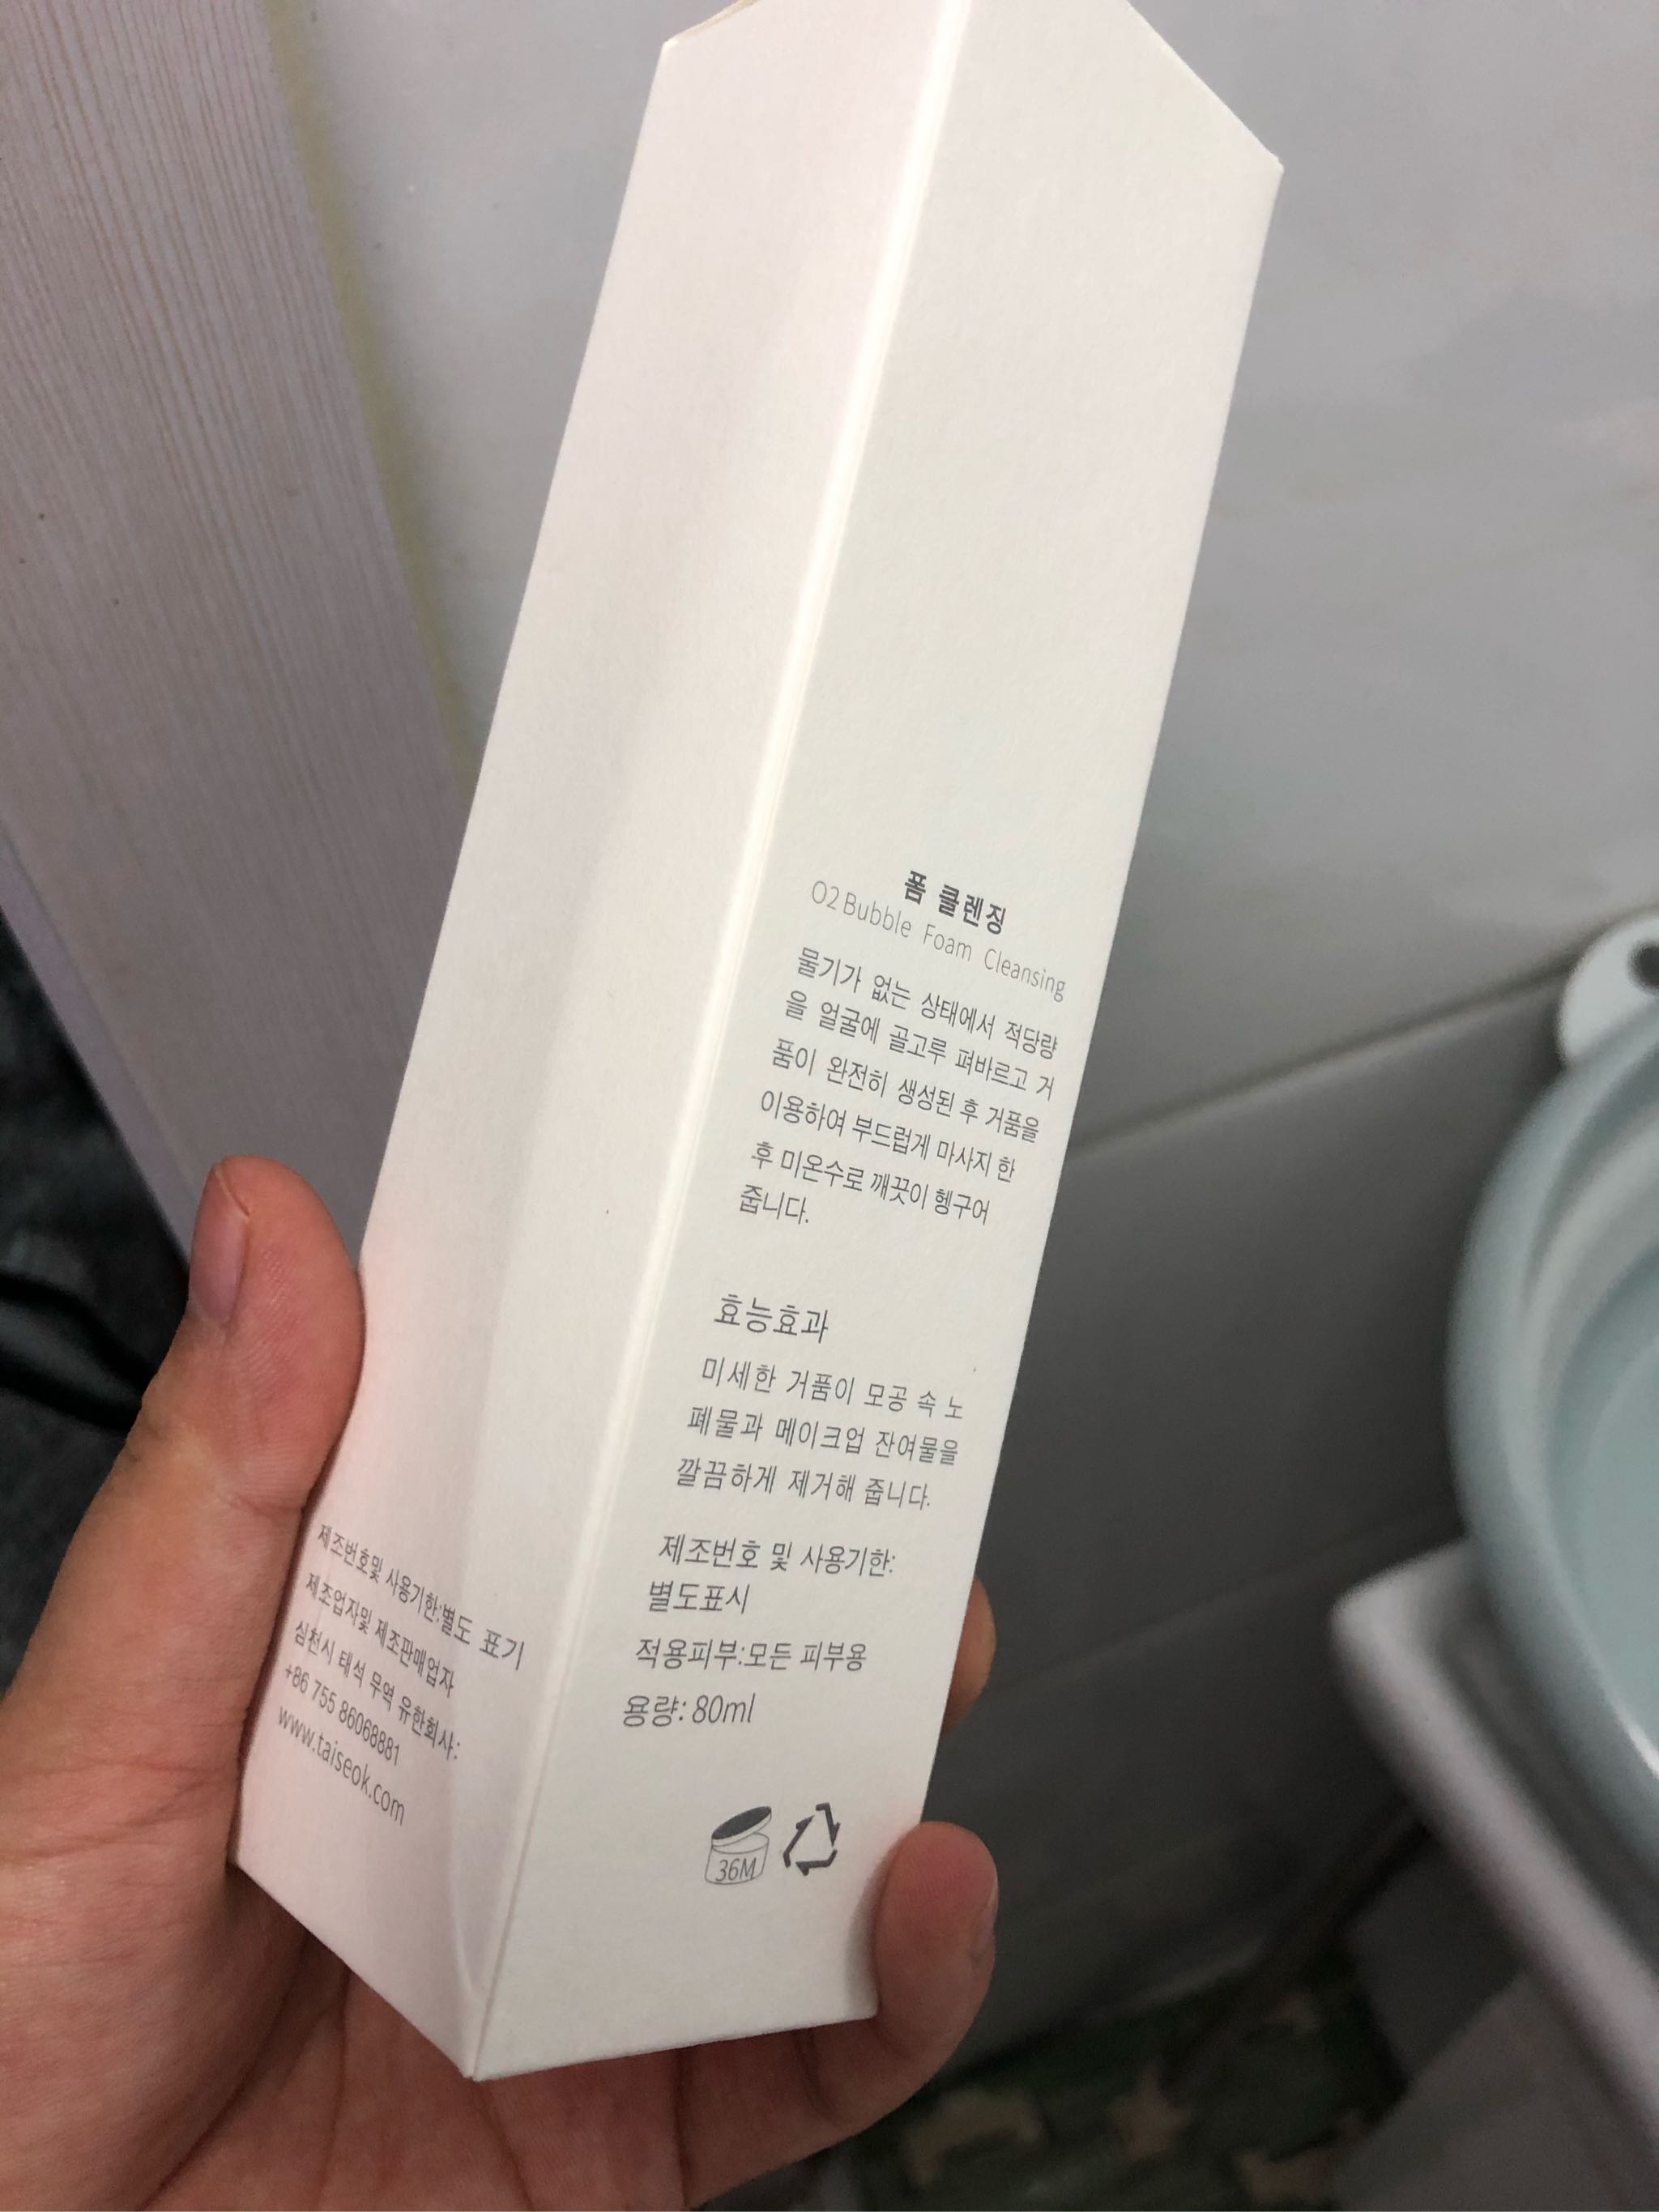 폼 클렌징
O2 Bubble Foam Cleansing
물기가 없는 상태에서 적당량
을 얼굴에 골고루 펴바르고 거
품이 완전히 생성된 후 거품을
이용하여 부드럽게 마사지 한
후 미온수로 깨끗이 헹구어
줍니다.
효능효과
미세한 거품이 모공 속 노
폐물과 메이크업 잔여물을
깔끔하게 제거해 줍니다.
제조번호 및 사용기한:
별도표시
적용피부:모든 피부용
용량: 80ml
36M
제조번호및 사용기한:별도 표기
제조업자및 제조판매업자
심천시 태석 무역 유한회사:
+86 755 86068881
www.taiseok.com